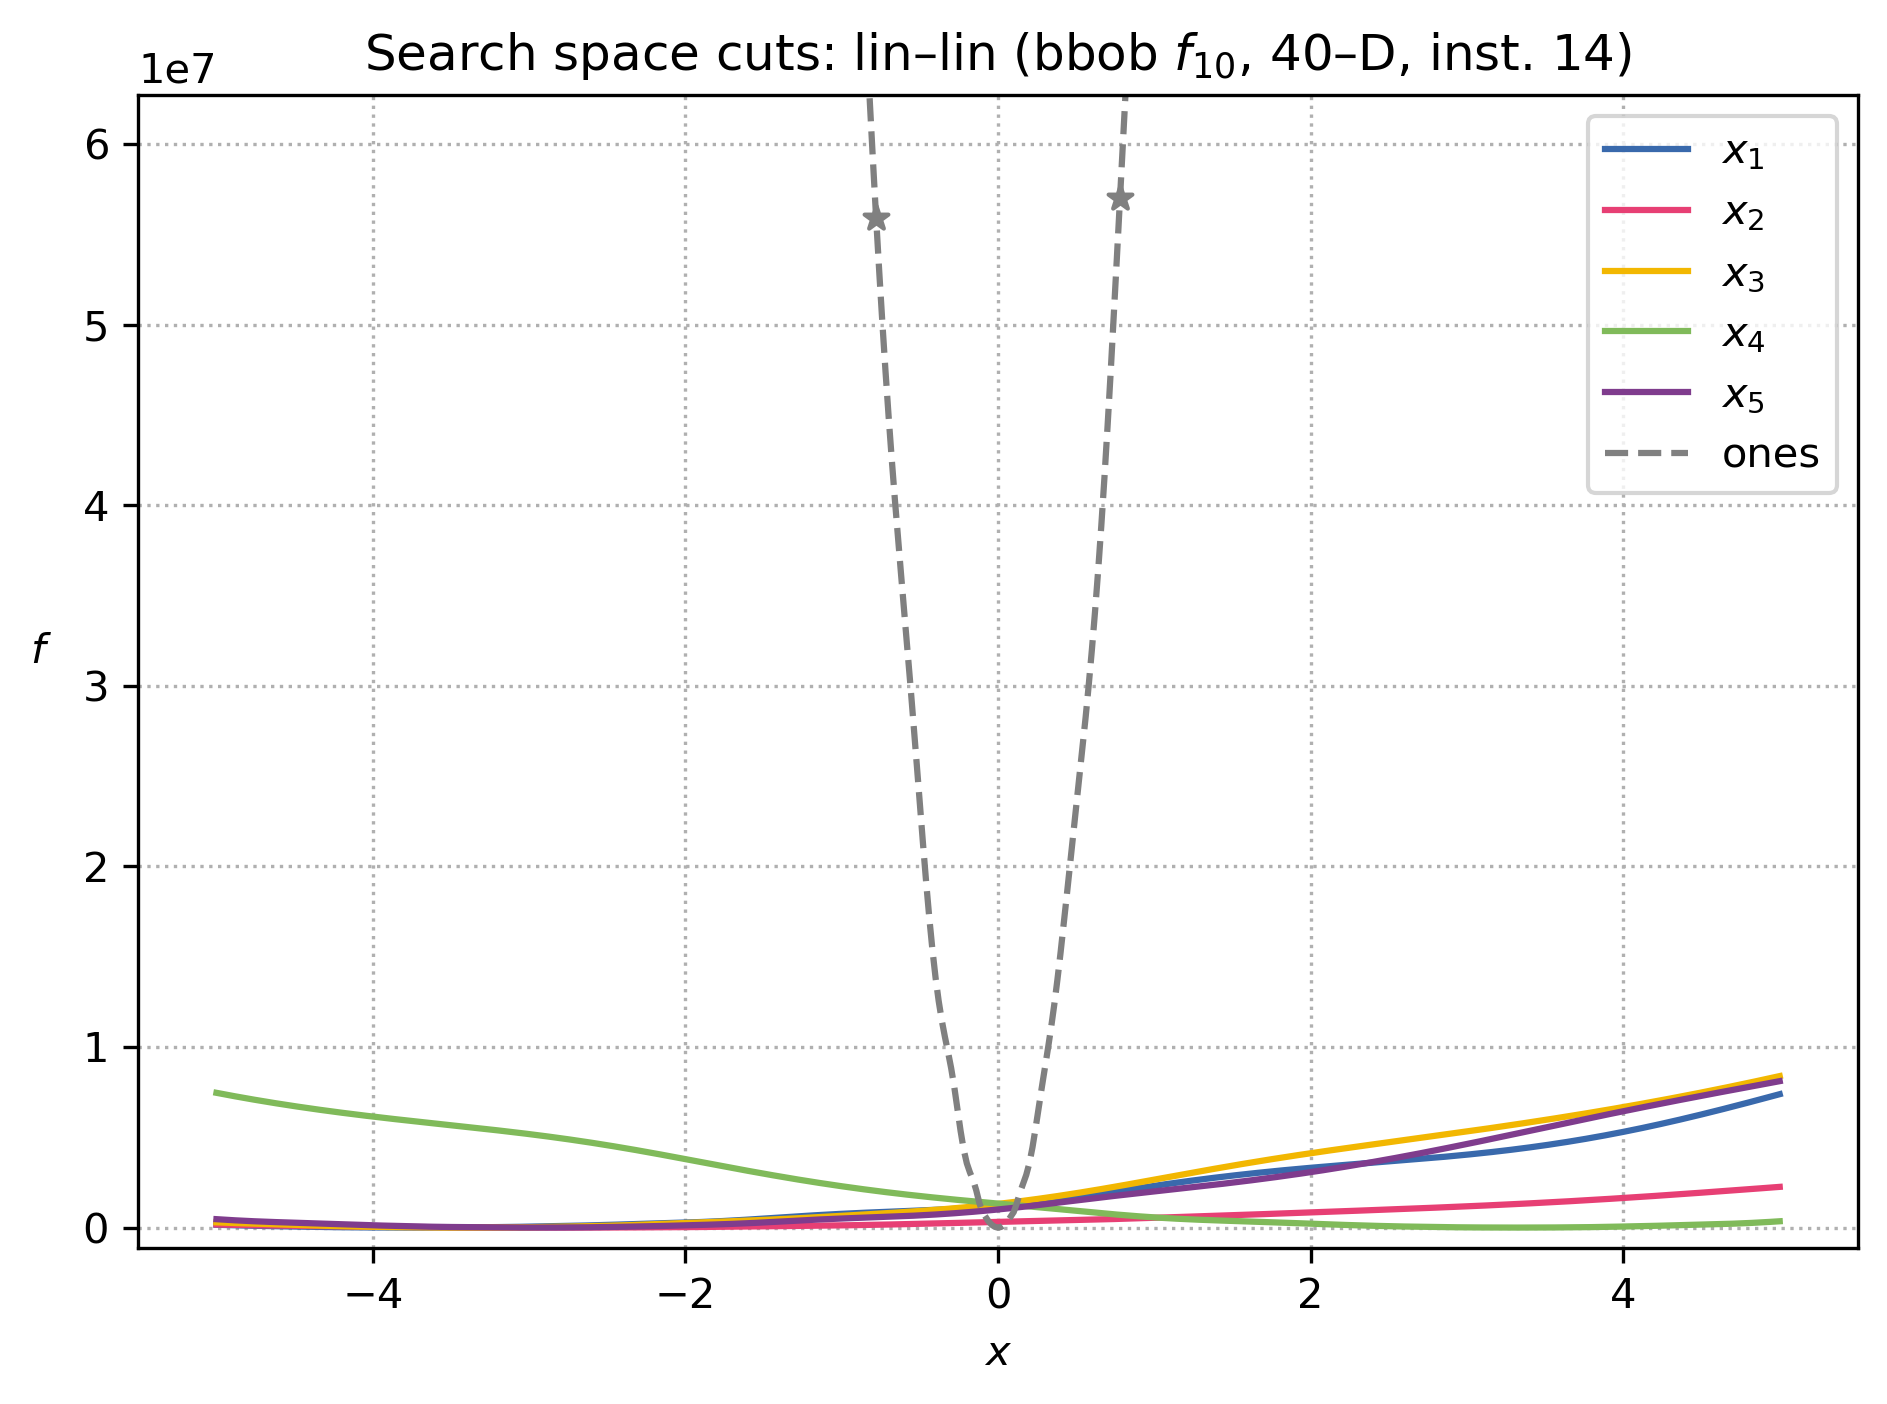 Search space cuts: lin–lin (bbob f₁₀, 40–D, inst. 14)
1e7
6
5
4
3
2
1
0
f
−4
−2
0
2
4
x
x₁
x₂
x₃
x₄
x₅
ones